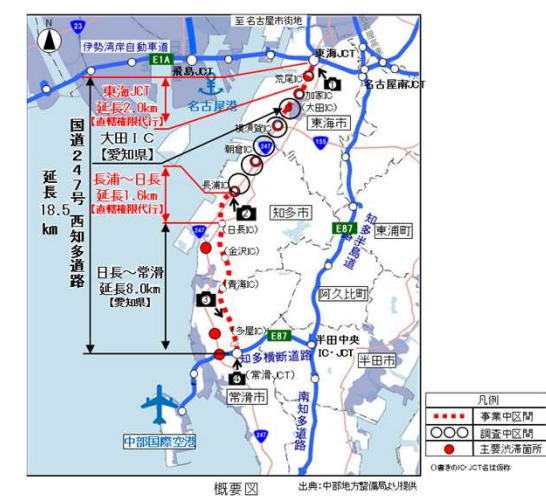 至 名古屋市街地
N
23
伊勢湾岸自動車道
E1A
飛島JCT
東海JCT
名古屋南JCT
名古屋港
東海JCT
延長2.0km
【直轄権限代行】
荒尾IC
加家IC
(大田IC)
大田IC
【愛知県】
横須賀IC
東海市
朝倉IC
247
155
国道247号 西知多道路
延長
18.5
km
長浦~日長
延長1.6km
【直轄権限代行】
長浦IC
知多市
(日長IC)
247
(金沢IC)
知多半島道路
東浦町
E87
日長~常滑
延長8.0km
【愛知県】
(青海IC)
阿久比町
(多屋IC)
E87
半田中央
IC・JCT
知多横断道路
半田市
(常滑JCT)
常滑市
南知多道路
中部国際空港
247
凡例
事業中区間
調査中区間
主要渋滞箇所
()書きのIC・JCT名は仮称
概要図
出典:中部地方整備局より提供